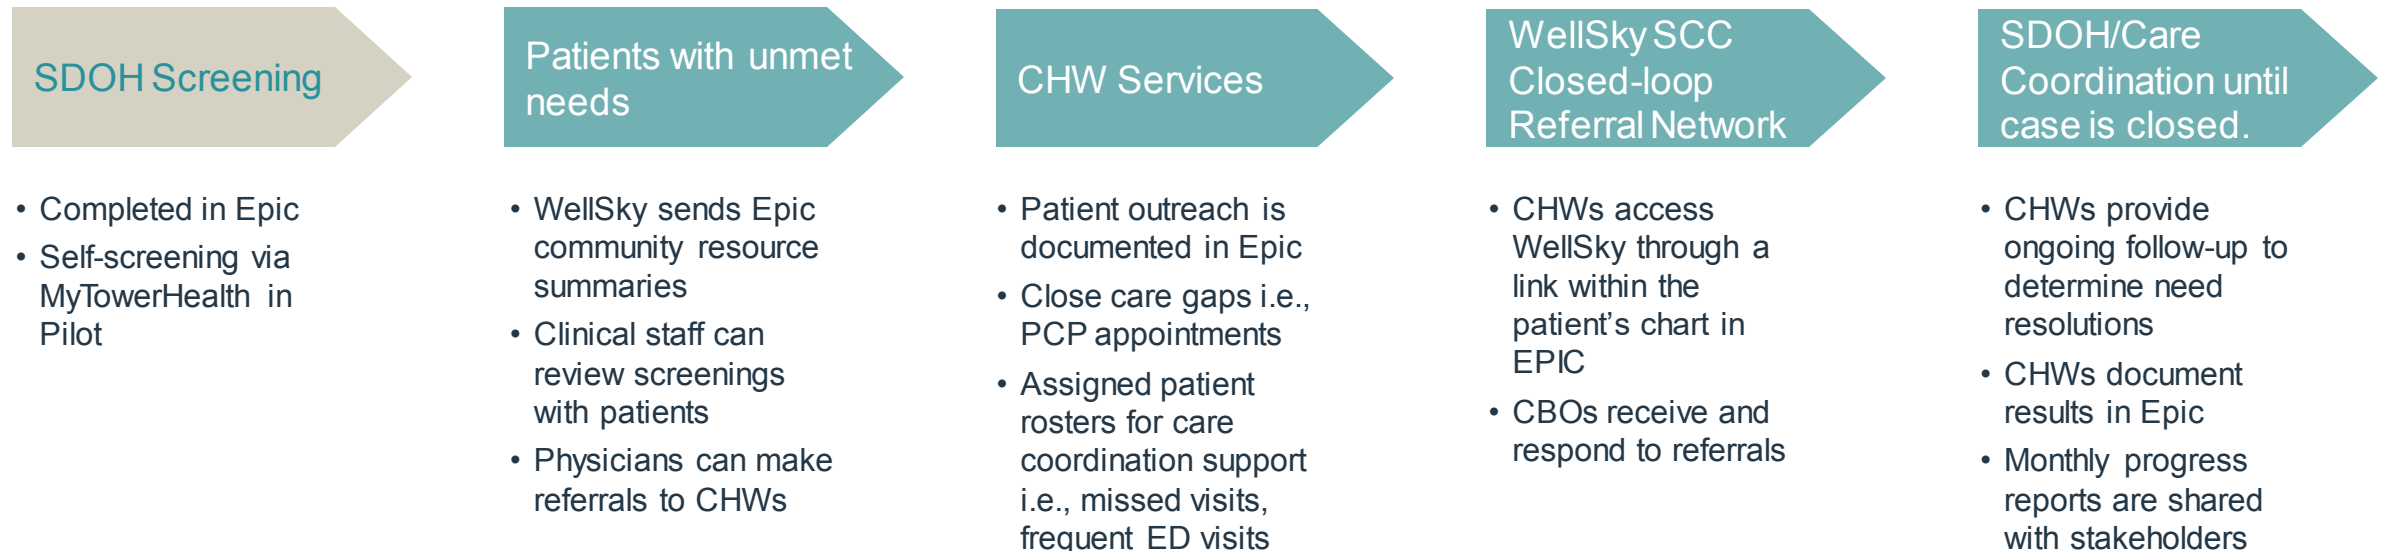 SDOH Screening
• Completed in Epic
• Self-screening via
MyTowerHealth in
Pilot
Patients with unmet
needs
• WellSky sends Epic
community resource
summaries
• Clinical staff can
review screenings
with patients
• Physicians can make
referrals to CHWs
CHW Services
• Patient outreach is
documented in Epic
• Close care gaps i.e.,
PCP appointments
• Assigned patient
rosters for care
coordination support
i.e., missed visits,
frequent ED visits
WellSky SCC
Closed-loop
Referral Network
• CHWs access
WellSky through a
link within the
patient’s chart in
EPIC
• CBOs receive and
respond to referrals
SDOH/Care
Coordination until
case is closed.
• CHWs provide
ongoing follow-up to
determine need
resolutions
• CHWs document
results in Epic
• Monthly progress
reports are shared
with stakeholders